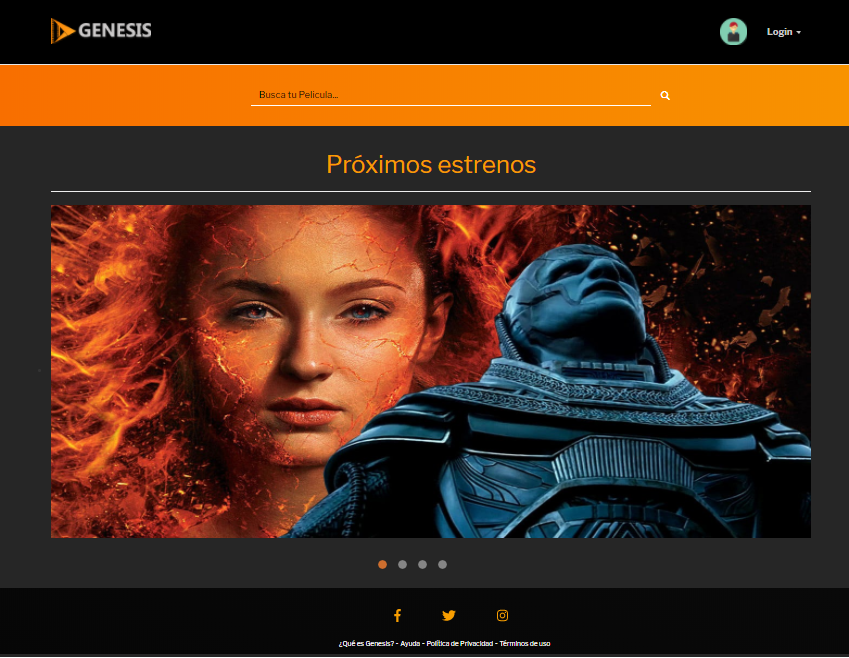 GENESIS
Login
Busca tu Pelicula...
Próximos estrenos
¿Qué es Genesis? - Ayuda - Política de Privacidad - Términos de uso